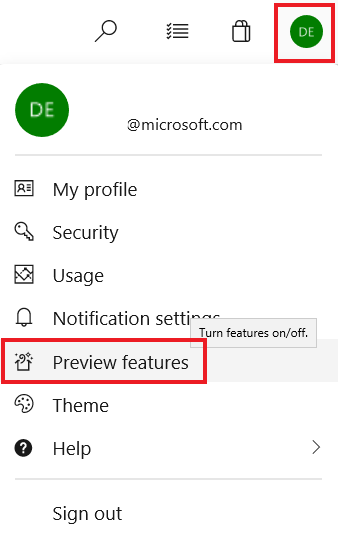 DE
DE
@microsoft.com
My profile
Security
Usage
Notification settings
Turn features on/off.
Preview features
Theme
Help
Sign out